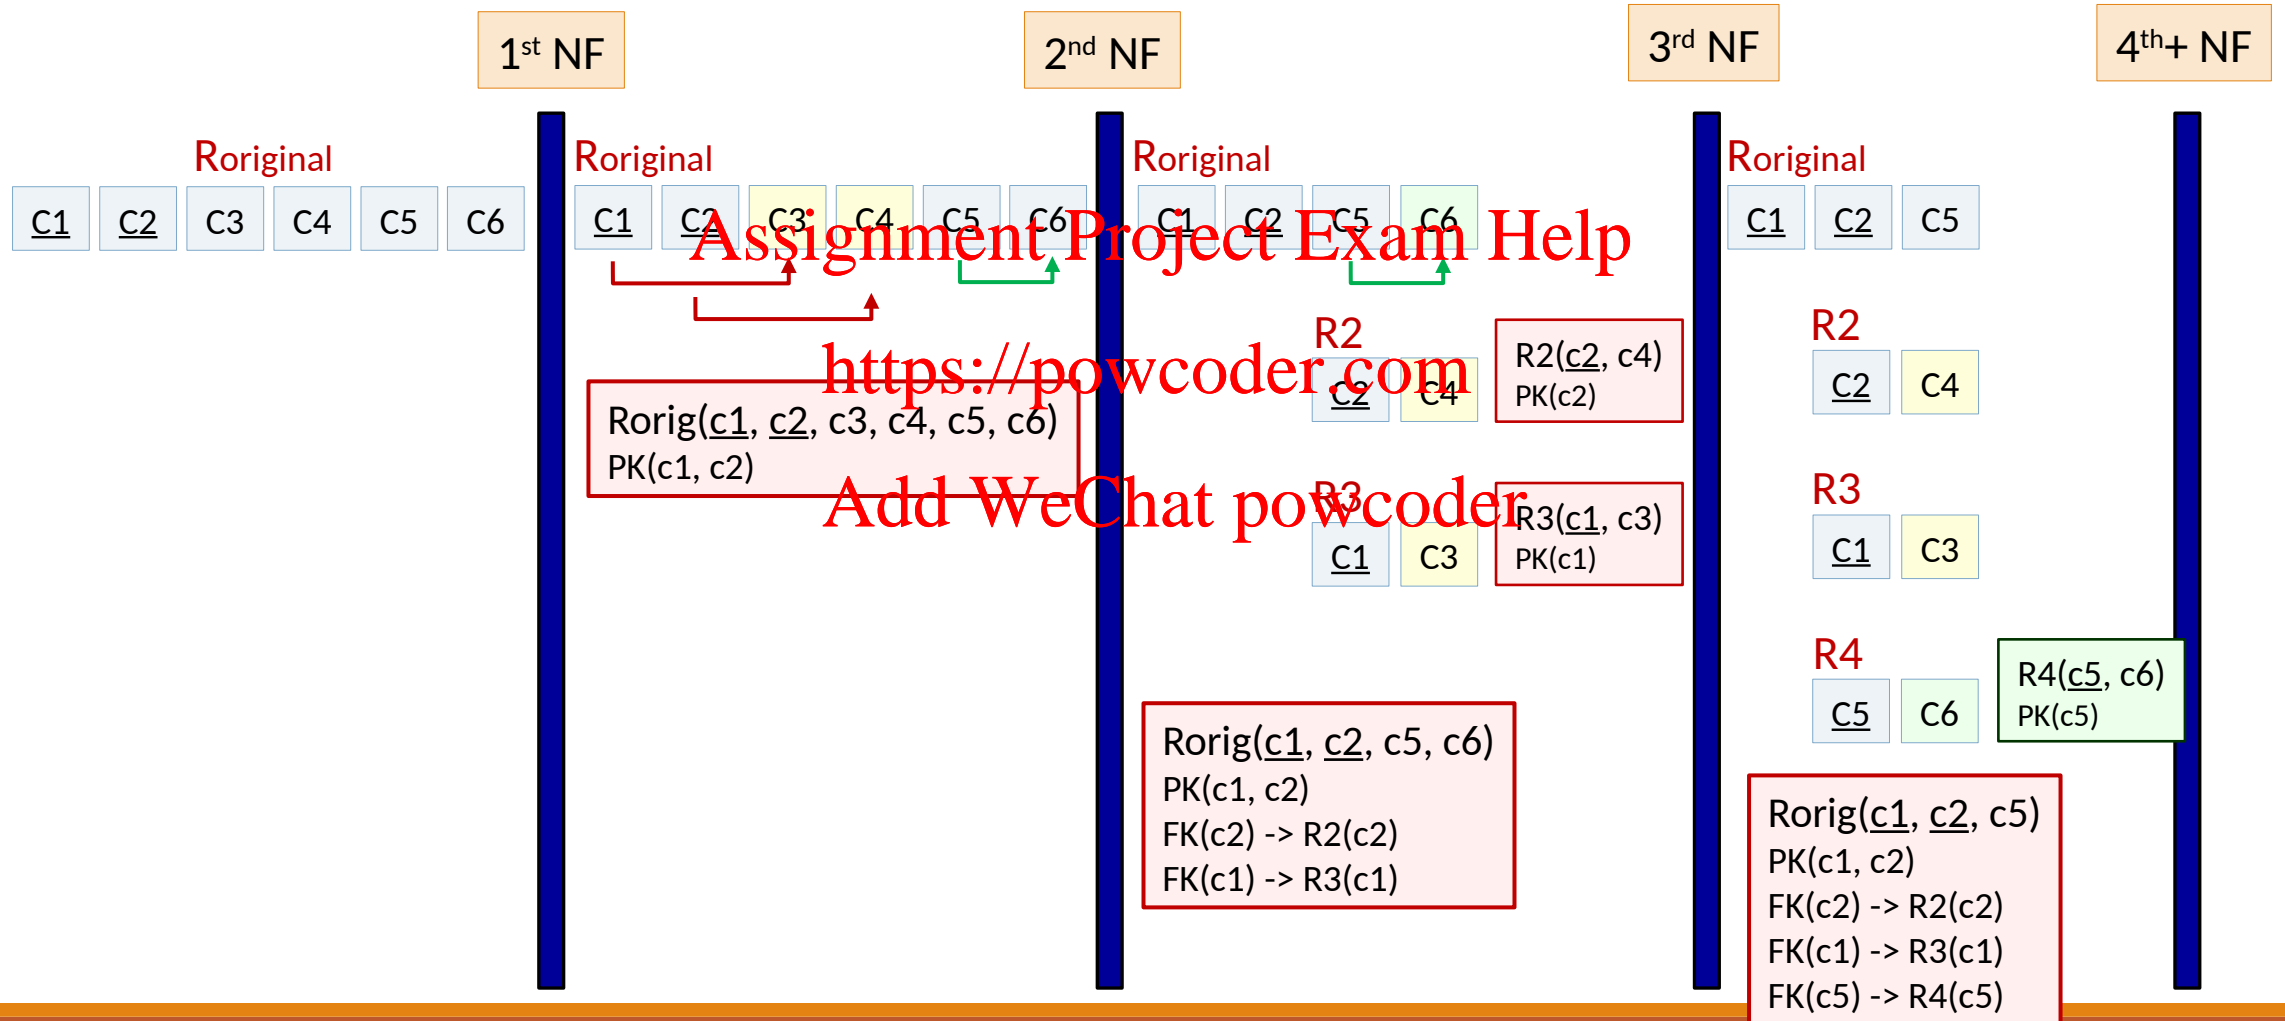 1st NF
2nd NF
3rd NF
4th+ NF
Roriginal
C1 C2 C3 C4 C5 C6
Roriginal
C1 C2 C3 C4 C5 C6
Rorig(c1, c2, c3, c4, c5, c6)
PK(c1, c2)
Roriginal
C1 C2 C5 C6
R2
C2 C4
R2(c2, c4)
PK(c2)
R3
C1 C3
R3(c1, c3)
PK(c1)
Rorig(c1, c2, c5, c6)
PK(c1, c2)
FK(c2) -> R2(c2)
FK(c1) -> R3(c1)
Roriginal
C1 C2 C5
R2
C2 C4
R3
C1 C3
R4
C5 C6
R4(c5, c6)
PK(c5)
Rorig(c1, c2, c5)
PK(c1, c2)
FK(c2) -> R2(c2)
FK(c1) -> R3(c1)
FK(c5) -> R4(c5)
Assignment Project Exam Help
https://powcoder.com
Add WeChat powcoder